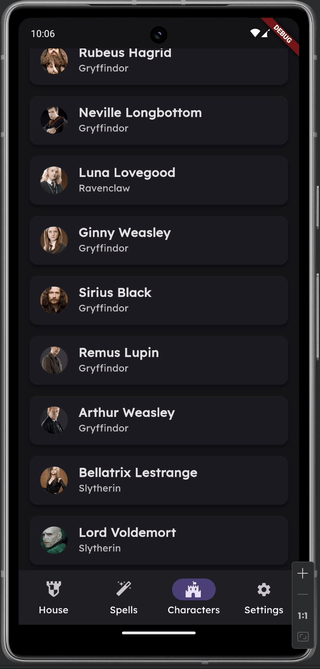 10:06
DEBUG
Rubeus Hagrid
Gryffindor
Neville Longbottom
Gryffindor
Luna Lovegood
Ravenclaw
Ginny Weasley
Gryffindor
Sirius Black
Gryffindor
Remus Lupin
Gryffindor
Arthur Weasley
Gryffindor
Bellatrix Lestrange
Slytherin
Lord Voldemort
Slytherin
House Spells Characters Settings
1:1